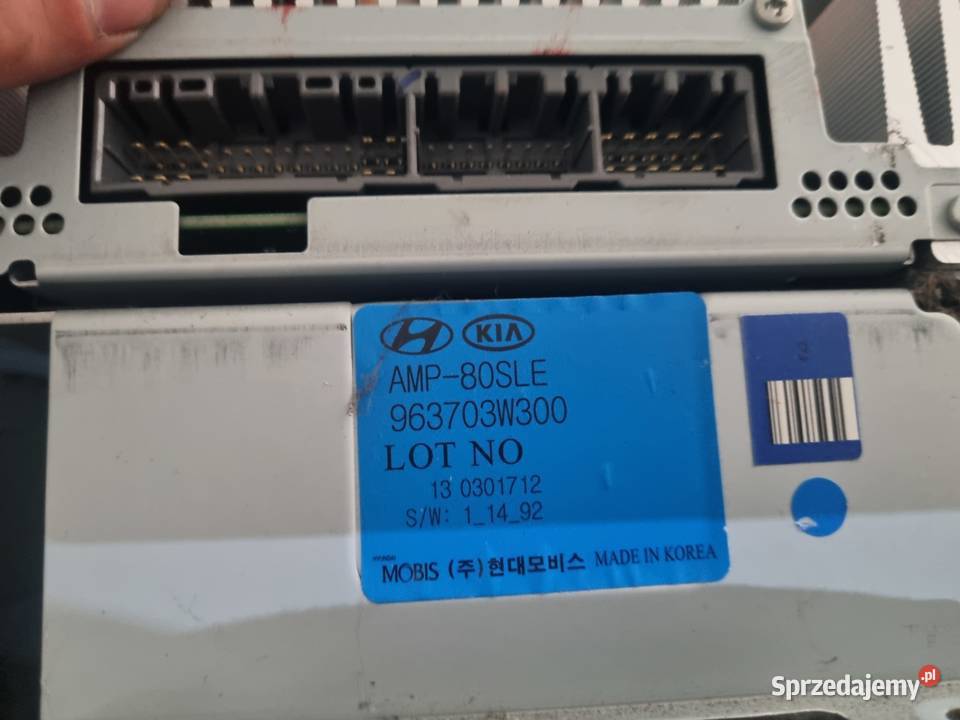 KIA
AMP-80SLE
963703W300
LOT NO
13 0301712
S/W: 1_14_92
HYUNDAI
MOBIS (주)현대모비스 MADE IN KOREA
Sprzedajemy.pl